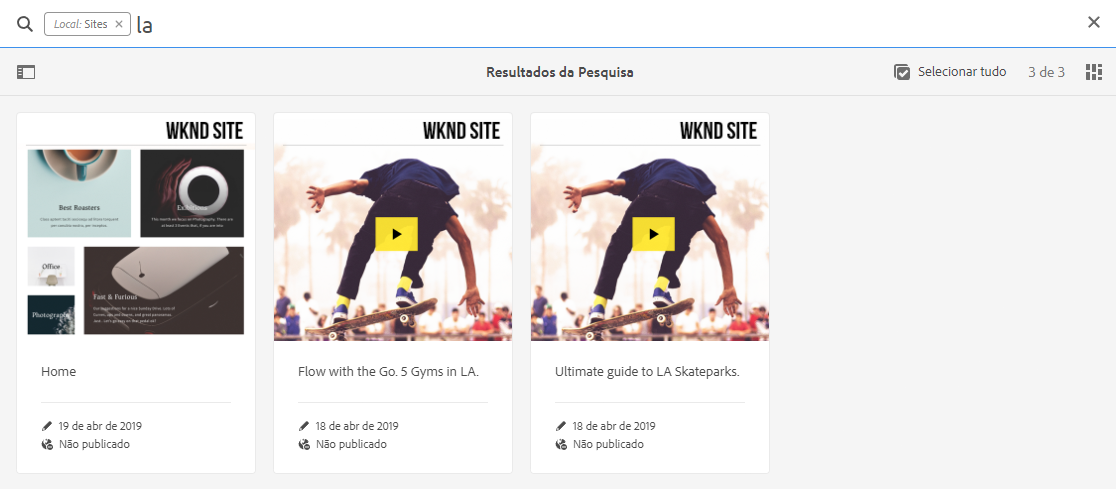 Local: Sites × la
Resultados da Pesquisa
Selecionar tudo
3 de 3
WKND SITE
Best Roasters
Office
Fast & Furious
Photography
Home
19 de abr de 2019
Não publicado
WKND SITE
Flow with the Go. 5 Gyms in LA.
18 de abr de 2019
Não publicado
WKND SITE
Ultimate guide to LA Skateparks.
18 de abr de 2019
Não publicado